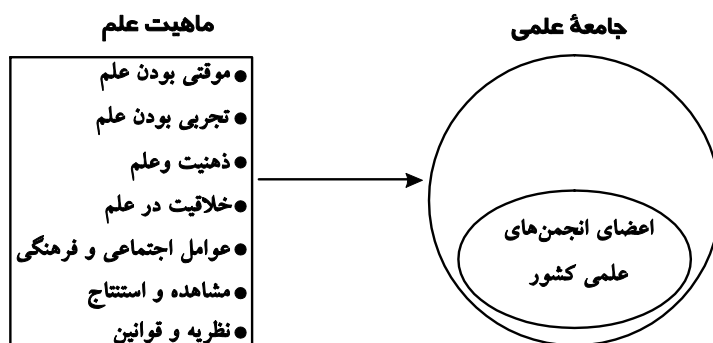 جامعهٔ علمی
اعضای انجمن‌های
علمی کشور
ماهیت علم
●موقتی بودن علم
●تجربی بودن علم
●ذهنیت وعلم
●خلاقیت در علم
●عوامل اجتماعی و فرهنگی
●مشاهده و استنتاج
●نظریه و قوانین